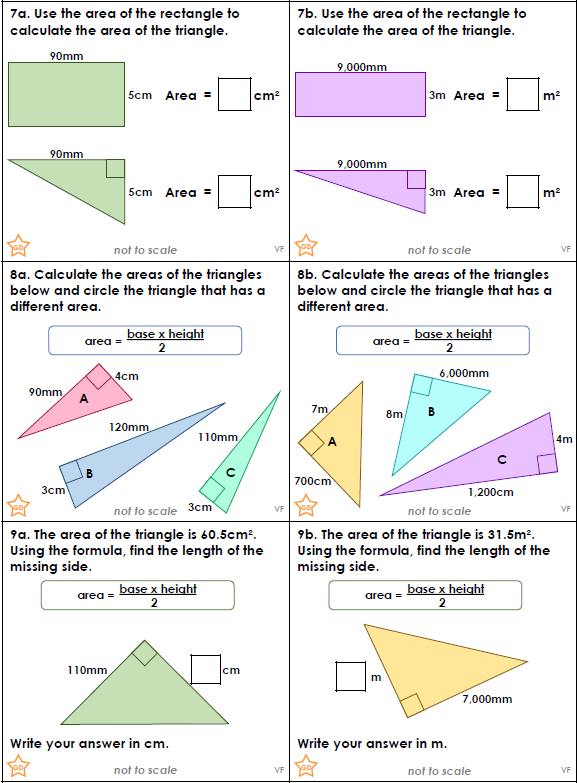 7a. Use the area of the rectangle to
calculate the area of the triangle.
90mm
5cm Area = cm²
90mm
5cm Area = cm²
GD
not to scale
VF
7b. Use the area of the rectangle to
calculate the area of the triangle.
9,000mm
3m Area = m²
9,000mm
3m Area = m²
GD
not to scale
VF
8a. Calculate the areas of the triangles
below and circle the triangle that has a
different area.
area = base x height
2
4cm
90mm
A
120mm
110mm
B
C
3cm
3cm
GD
not to scale
VF
8b. Calculate the areas of the triangles
below and circle the triangle that has a
different area.
area = base x height
2
6,000mm
7m
8m
B
A
4m
C
700cm
1,200cm
GD
not to scale
VF
9a. The area of the triangle is 60.5cm².
Using the formula, find the length of the
missing side.
area = base x height
2
110mm
cm
Write your answer in cm.
GD
not to scale
VF
9b. The area of the triangle is 31.5m².
Using the formula, find the length of the
missing side.
area = base x height
2
m
7,000mm
Write your answer in m.
GD
not to scale
VF